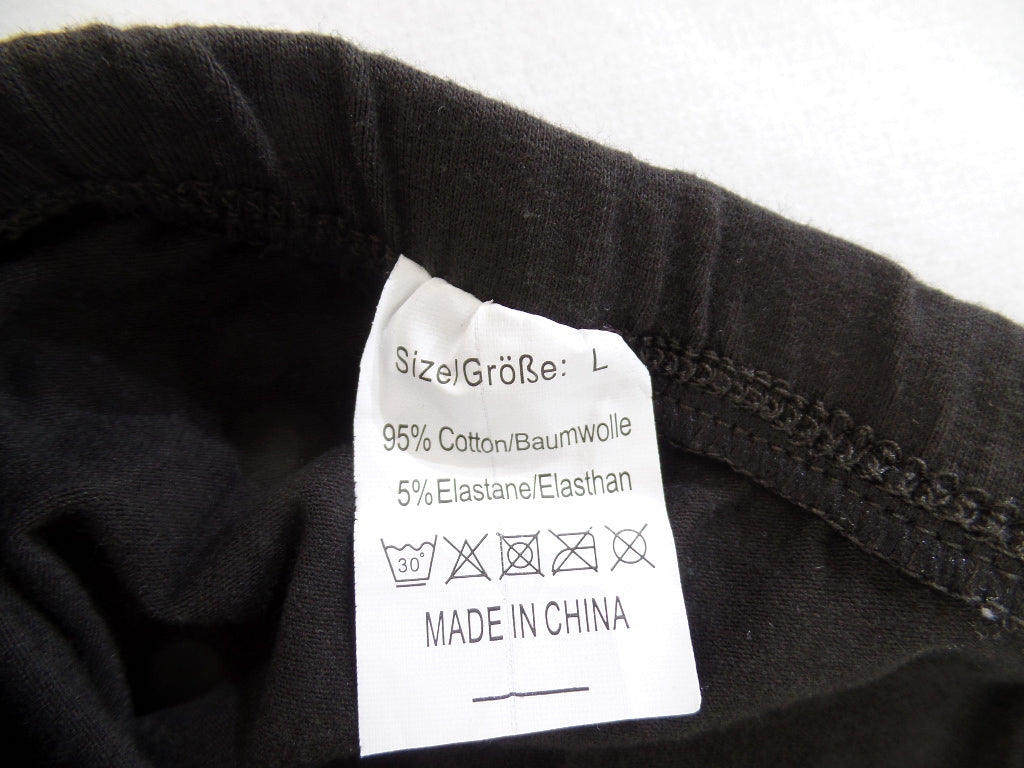 Size/Größe: L
95% Cotton/Baumwolle
5% Elastane/Elasthan
30°
MADE IN CHINA